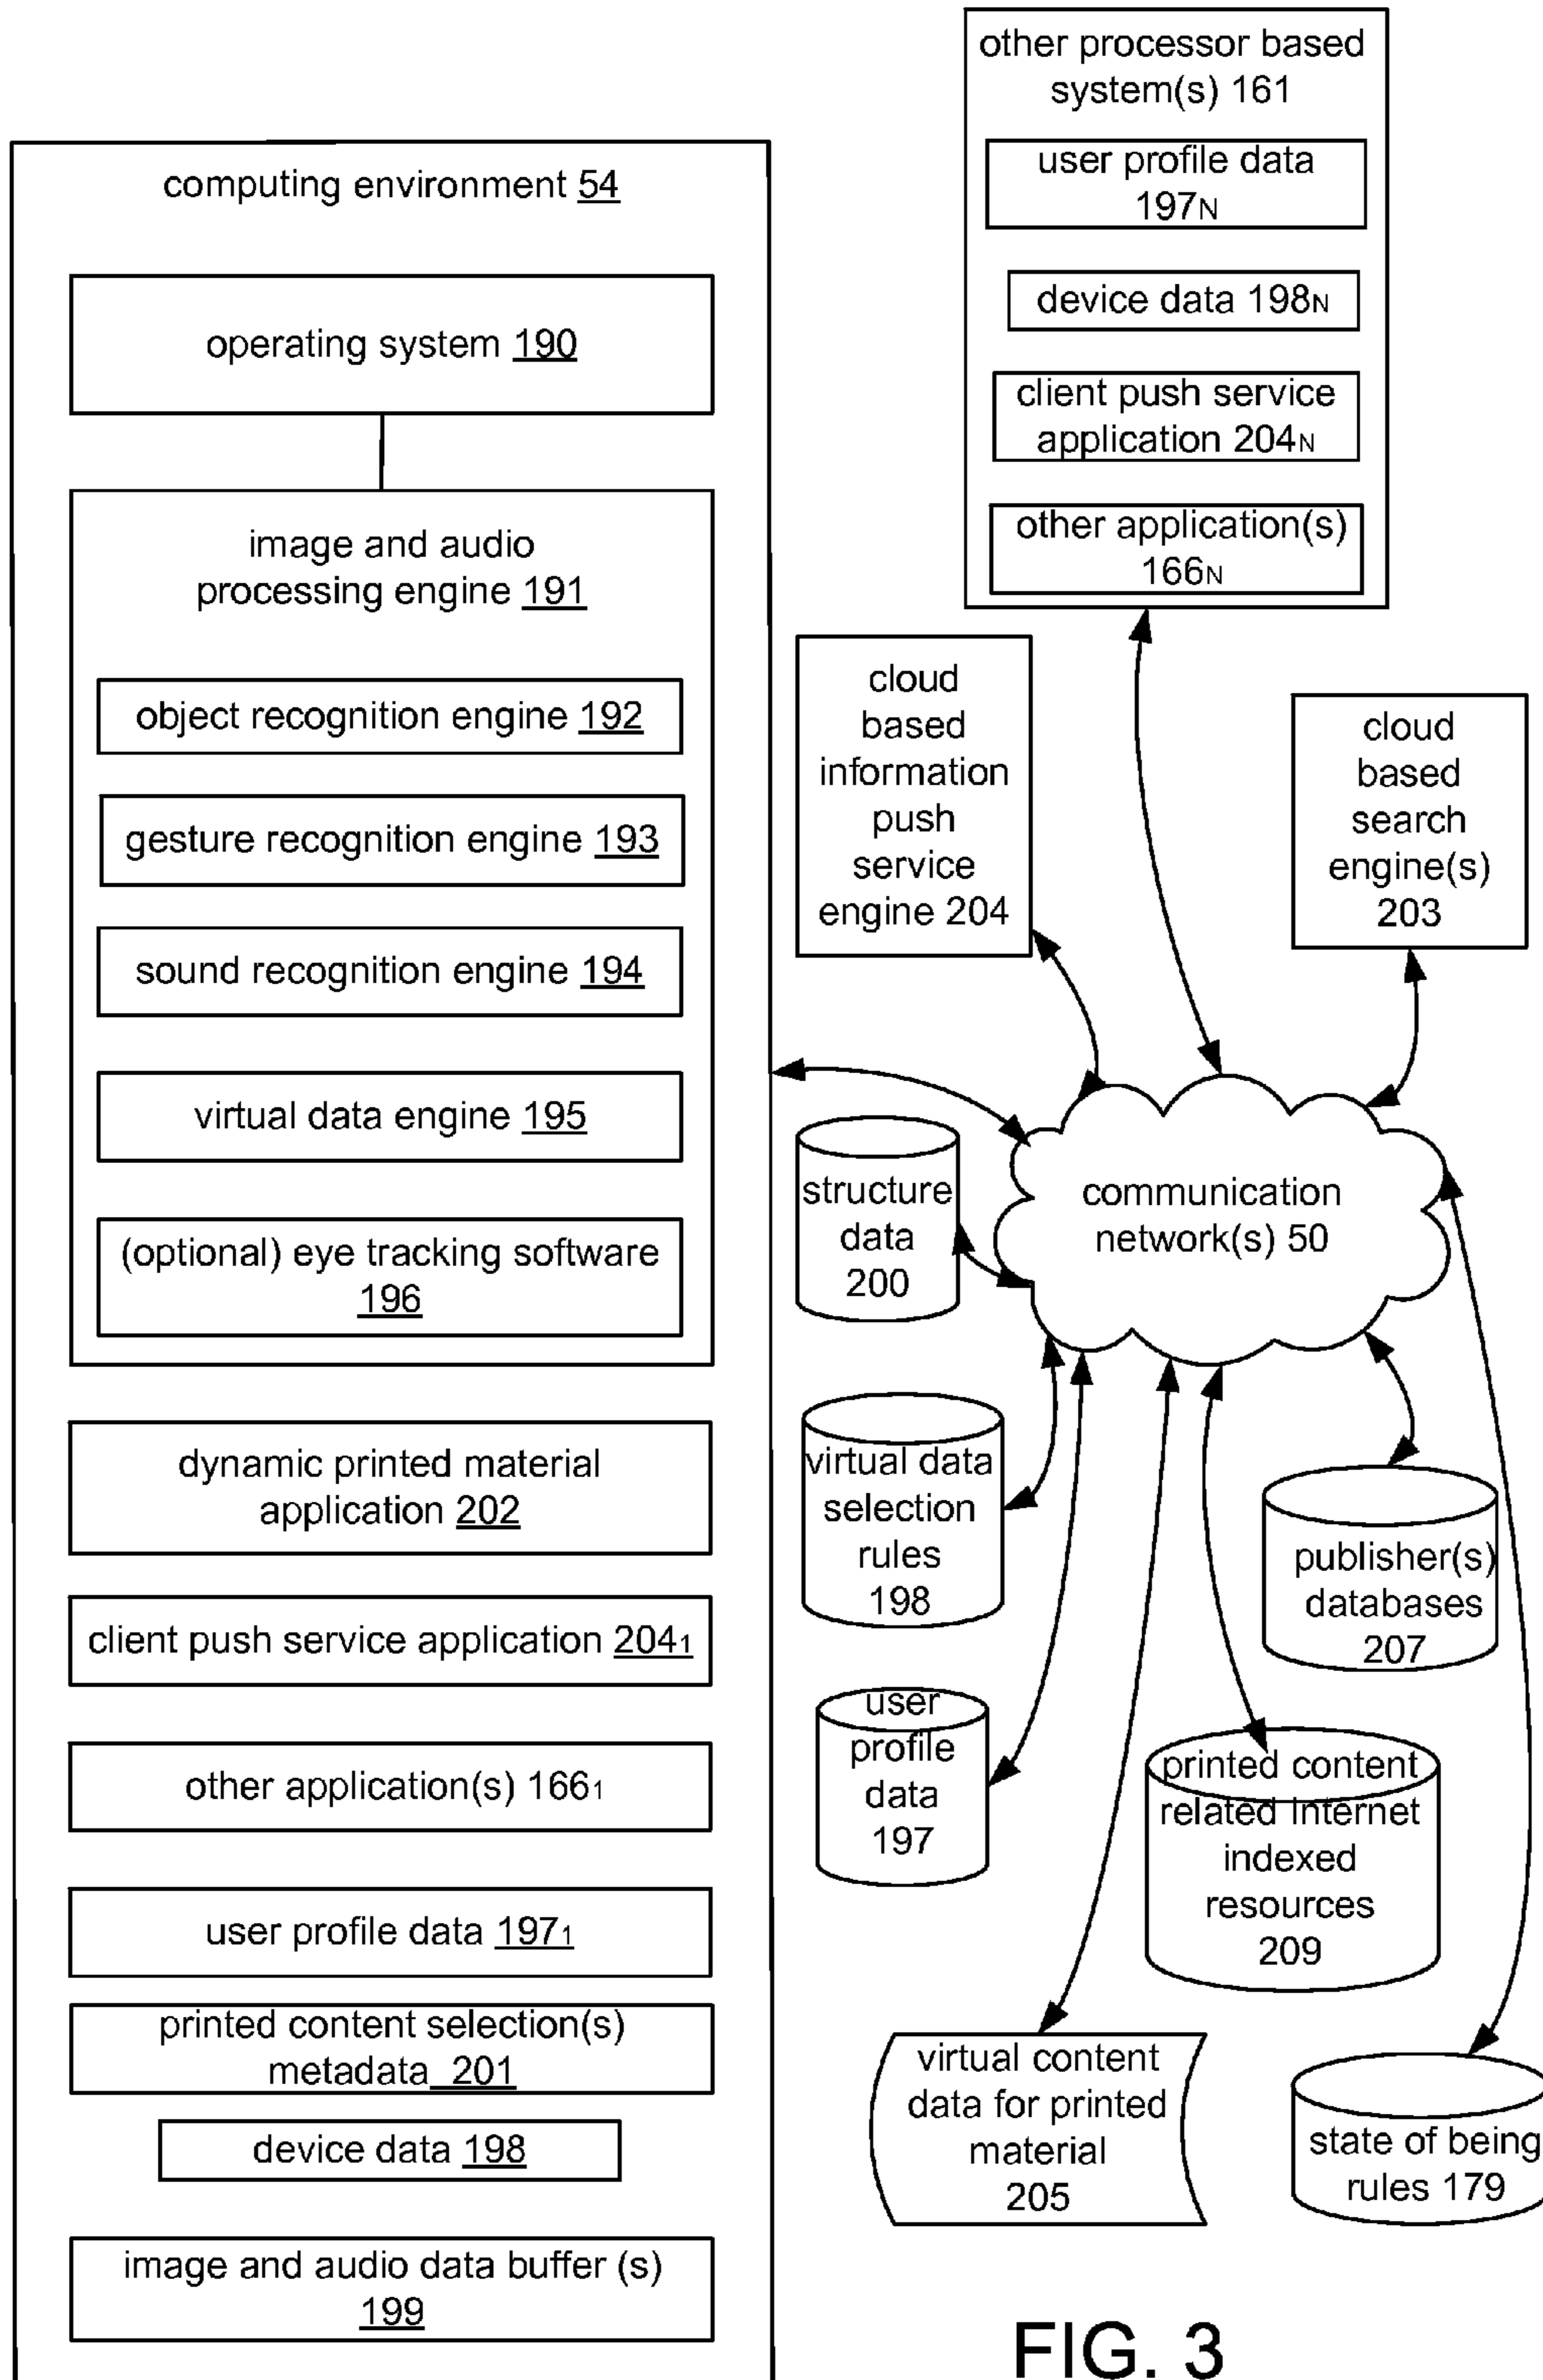 computing environment 54
operating system 190
image and audio
processing engine 191
object recognition engine 192
gesture recognition engine 193
sound recognition engine 194
virtual data engine 195
(optional) eye tracking software
196
dynamic printed material
application 202
client push service application 204₁
other application(s) 166₁
user profile data 197₁
printed content selection(s)
metadata 201
device data 198
image and audio data buffer (s)
199
other processor based
system(s) 161
user profile data
197N
device data 198N
client push service
application 204N
other application(s)
166N
cloud
based
information
push
service
engine 204
cloud
based
search
engine(s)
203
communication
network(s) 50
structure
data
200
virtual data
selection
rules
198
publisher(s)
databases
207
user
profile
data
197
printed content
related Internet
indexed
resources
209
virtual content
data for printed
material
205
state of being
rules 179
FIG. 3